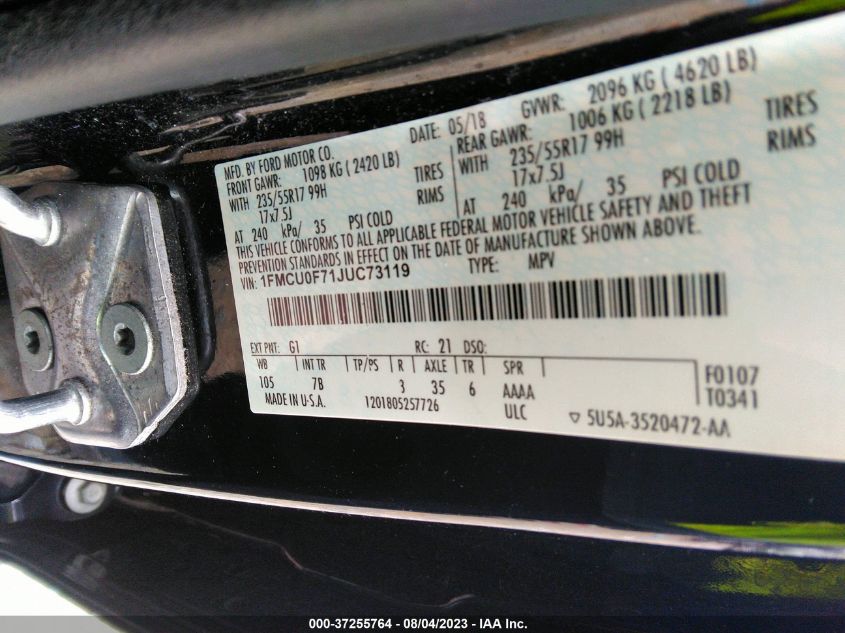 MFD. BY FORD MOTOR CO.
DATE: 05/18 GVWR: 2096 KG ( 4620 LB)
FRONT GAWR: 1098 KG ( 2420 LB) REAR GAWR: 1006 KG ( 2218 LB)
WITH 235/55R17 99H TIRES WITH 235/55R17 99H TIRES
17x7.5J RIMS 17x7.5J RIMS
AT 240 kPa/ 35 PSI COLD AT 240 kPa/ 35 PSI COLD
THIS VEHICLE CONFORMS TO ALL APPLICABLE FEDERAL MOTOR VEHICLE SAFETY AND THEFT
PREVENTION STANDARDS IN EFFECT ON THE DATE OF MANUFACTURE SHOWN ABOVE.
VIN: 1FMCU0F71JUC73119 TYPE: MPV
EXT PNT: G1 RC: 21 DSO:
WB INT TR TP/PS R AXLE TR SPR
105 7B 3 35 6 AAAA F0107
MADE IN U.S.A. 1201805257726 ULC T0341
▽ 5U5A-3520472-AA
000-37255764 - 08/04/2023 - IAA Inc.